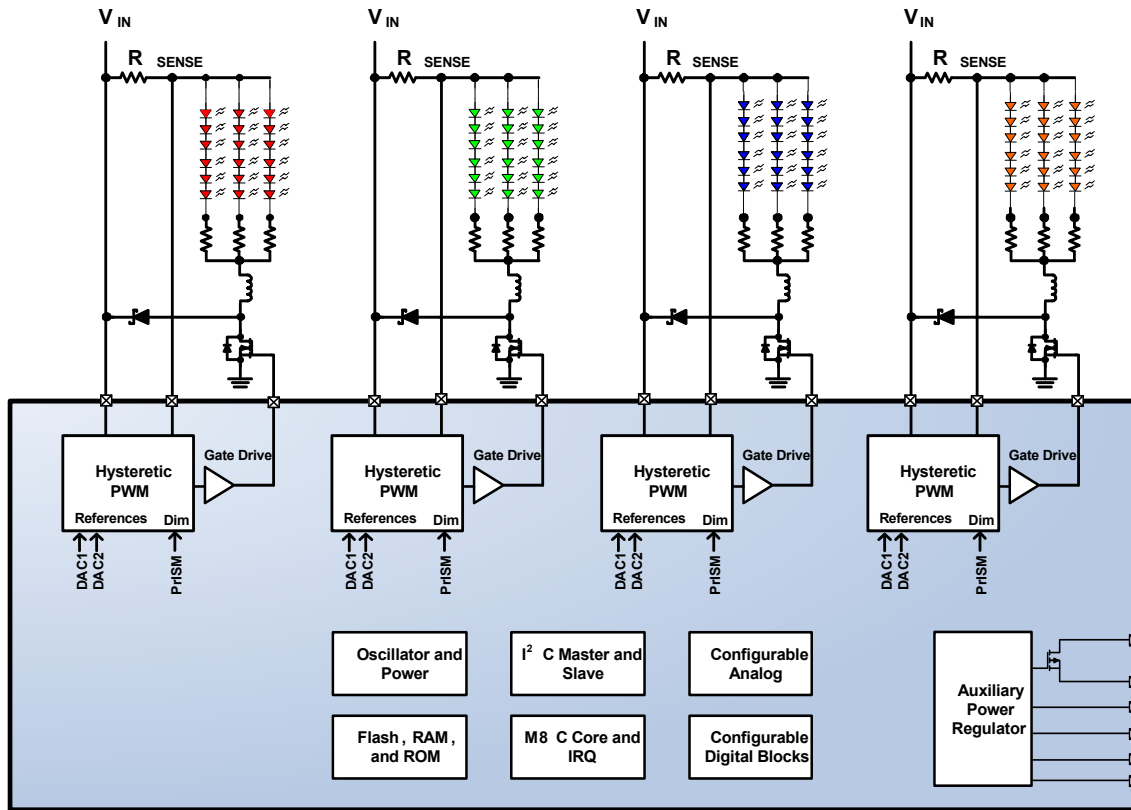 V IN
V IN
V IN
V IN
R SENSE
R SENSE
R SENSE
R SENSE
Hysteretic
PWM
References Dim
Gate Drive
DAC1
DAC2
PrISM
Hysteretic
PWM
References Dim
Gate Drive
DAC1
DAC2
PrISM
Hysteretic
PWM
References Dim
Gate Drive
DAC1
DAC2
PrISM
Hysteretic
PWM
References Dim
Gate Drive
DAC1
DAC2
PrISM
Oscillator and
Power
I² C Master and
Slave
Configurable
Analog
Flash , RAM ,
and ROM
M8 C Core and
IRQ
Configurable
Digital Blocks
Auxiliary
Power
Regulator